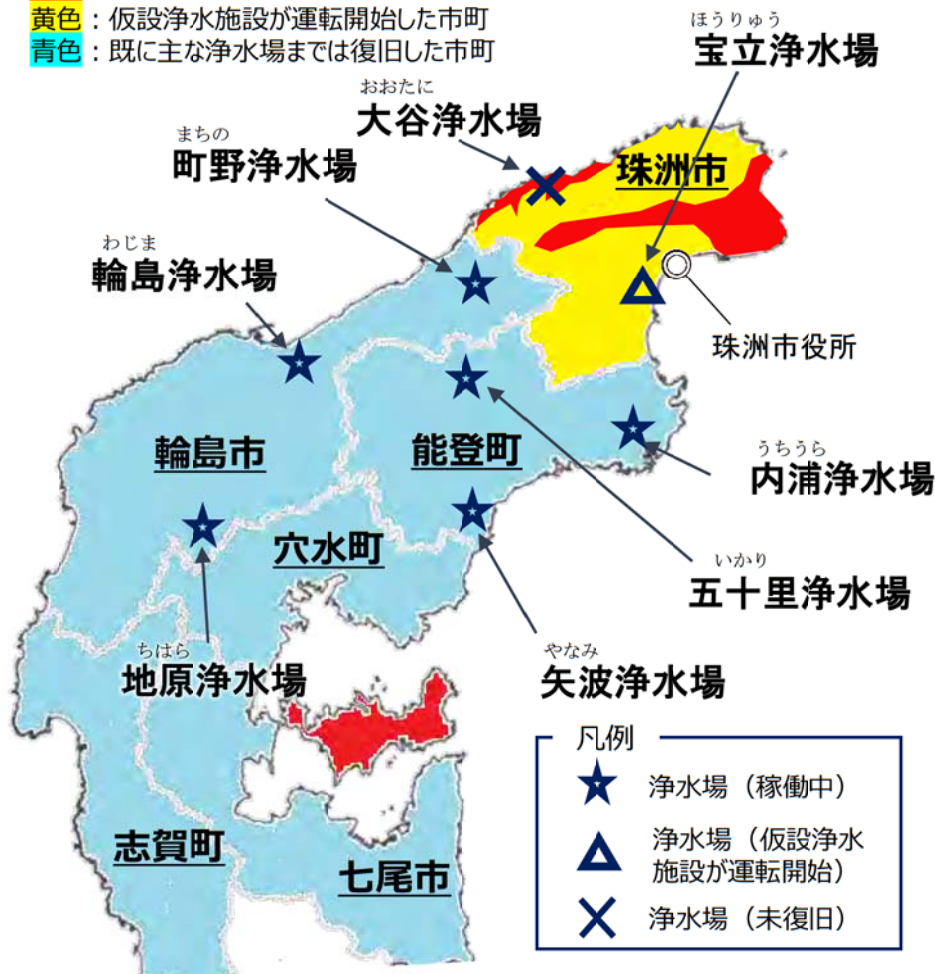 黄色：仮設浄水施設が運転開始した市町
青色：既に主な浄水場までは復旧した市町
ほうりゅう
宝立浄水場
おおたに
大谷浄水場
まちの
町野浄水場
珠洲市
わじま
輪島浄水場
珠洲市役所
輪島市
能登町
うちうら
内浦浄水場
穴水町
いかり
五十里浄水場
ちはら
地原浄水場
やなみ
矢波浄水場
凡例
浄水場（稼働中）
浄水場（仮設浄水
施設が運転開始）
浄水場（未復旧）
志賀町
七尾市